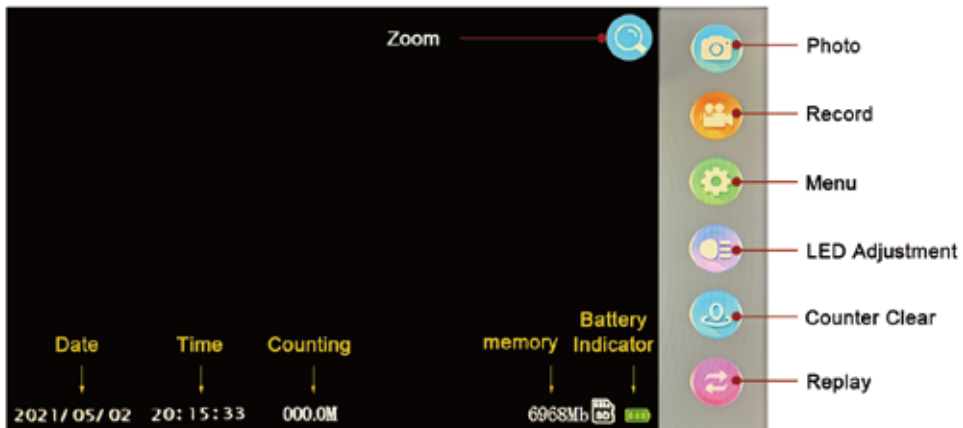 Zoom
Photo
Record
Menu
LED Adjustment
Counter Clear
Replay
Date
Time
Counting
memory
Battery
Indicator
2021/05/02
20:15:33
000.0M
6968Mb